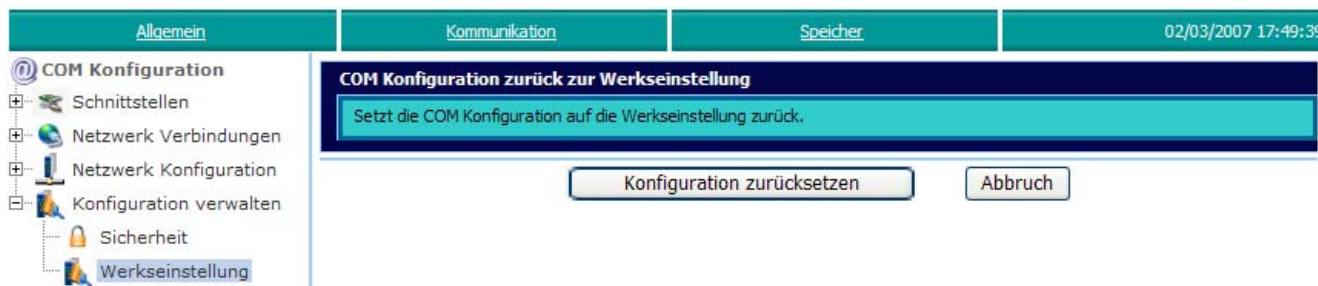 Allgemein Kommunikation Speicher 02/03/2007 17:49:39
COM Konfiguration
Schnittstellen
Netzwerk Verbindungen
Netzwerk Konfiguration
Konfiguration verwalten
Sicherheit
Werkseinstellung
COM Konfiguration zurück zur Werkseinstellung
Setzt die COM Konfiguration auf die Werkseinstellung zurück.
Konfiguration zurücksetzen Abbruch